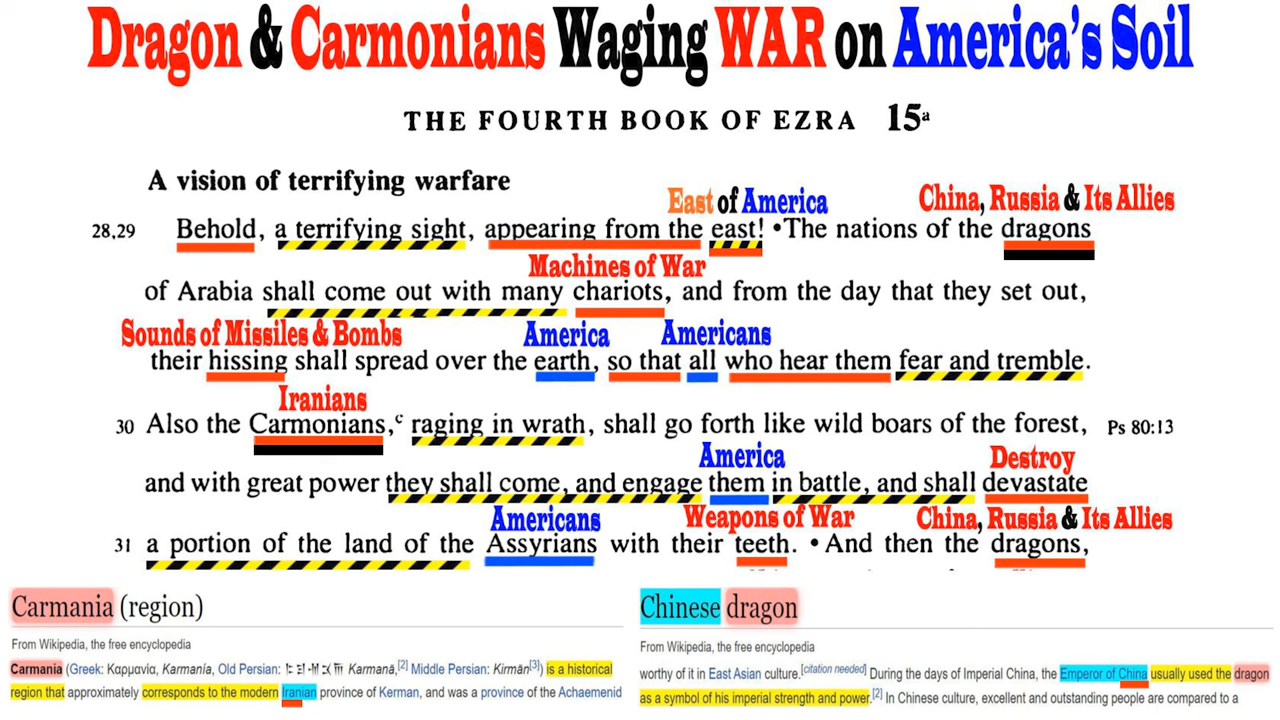 Dragon & Carmonians Waging WAR on America's Soil
THE FOURTH BOOK OF EZRA 15ᵃ
A vision of terrifying warfare
East of America China, Russia & Its Allies
28,29 Behold, a terrifying sight, appearing from the east! •The nations of the dragons
Machines of War
of Arabia shall come out with many chariots, and from the day that they set out,
Sounds of Missiles & Bombs America Americans
their hissing shall spread over the earth, so that all who hear them fear and tremble.
Iranians
30 Also the Carmonians,ᶜ raging in wrath, shall go forth like wild boars of the forest, Ps 80:13
America Destroy
and with great power they shall come, and engage them in battle, and shall devastate
Americans Weapons of War China, Russia & Its Allies
31 a portion of the land of the Assyrians with their teeth. •And then the dragons,
Carmania (region)
From Wikipedia, the free encyclopedia
Carmania (Greek: Καρμανία, Karmanía, Old Persian: Karmanā,[2] Middle Persian: Kirmān[3]) is a historical
region that approximately corresponds to the modern Iranian province of Kerman, and was a province of the Achaemenid
Chinese dragon
From Wikipedia, the free encyclopedia
worthy of it in East Asian culture.[citation needed] During the days of Imperial China, the Emperor of China usually used the dragon
as a symbol of his imperial strength and power.[2] In Chinese culture, excellent and outstanding people are compared to a